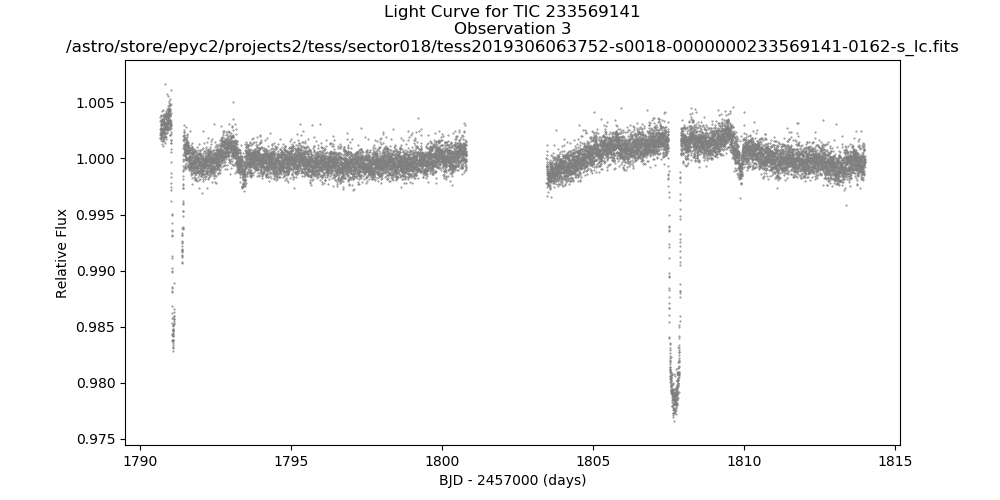 Light Curve for TIC 233569141
Observation 3
/astro/store/epyc2/projects2/tess/sector018/tess2019306063752-s0018-0000000233569141-0162-s_lc.fits
1.005
1.000
0.995
0.990
0.985
0.980
0.975
Relative Flux
1790
1795
1800
1805
1810
1815
BJD - 2457000 (days)